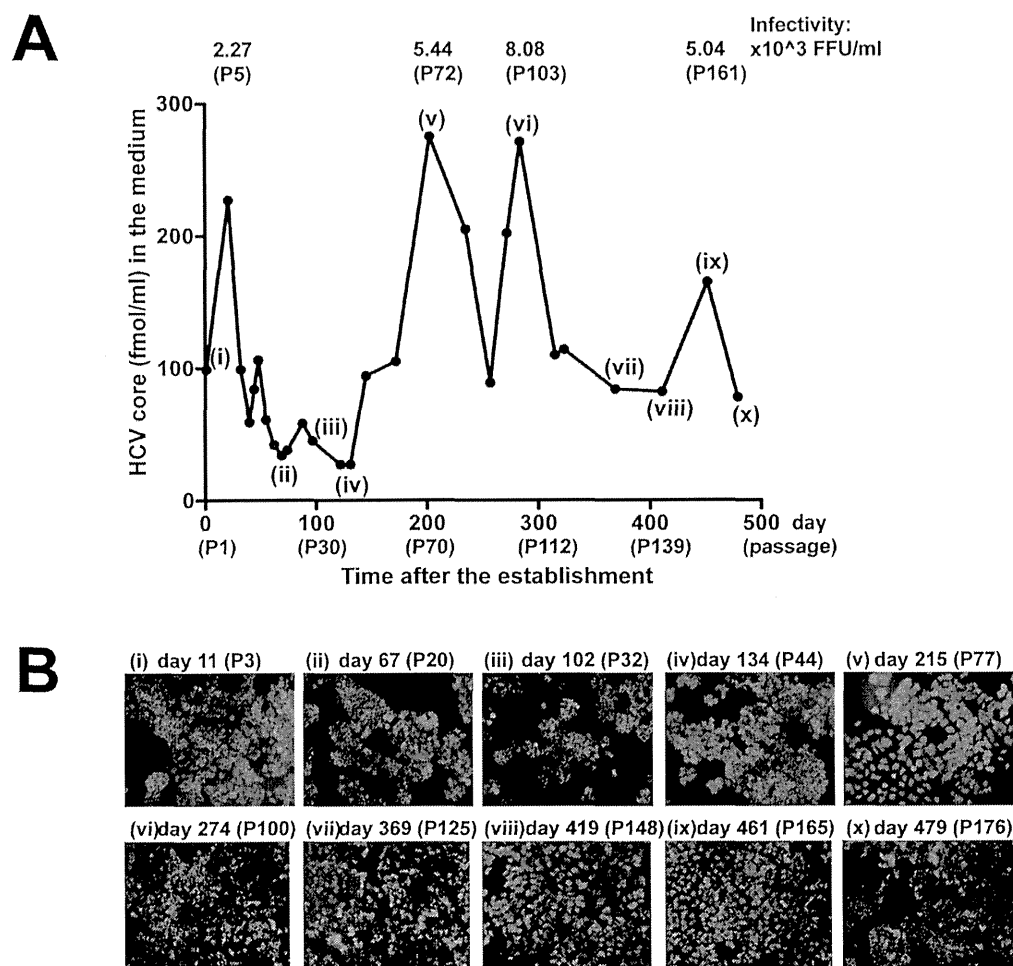 A
Infectivity:
2.27 5.44 8.08 5.04 x10^3 FFU/ml
(P5) (P72) (P103) (P161)
HCV core (fmol/ml) in the medium
300
200
100
0
(i)
(ii)
(iii)
(iv)
(v)
(vi)
(vii)
(viii)
(ix)
(x)
0 100 200 300 400 500 day
(P1) (P30) (P70) (P112) (P139) (passage)
Time after the establishment
B
(i) day 11 (P3) (ii) day 67 (P20) (iii) day 102 (P32) (iv)day 134 (P44) (v) day 215 (P77)
(vi)day 274 (P100) (vii)day 369 (P125) (viii)day 419 (P148) (ix)day 461 (P165) (x) day 479 (P176)